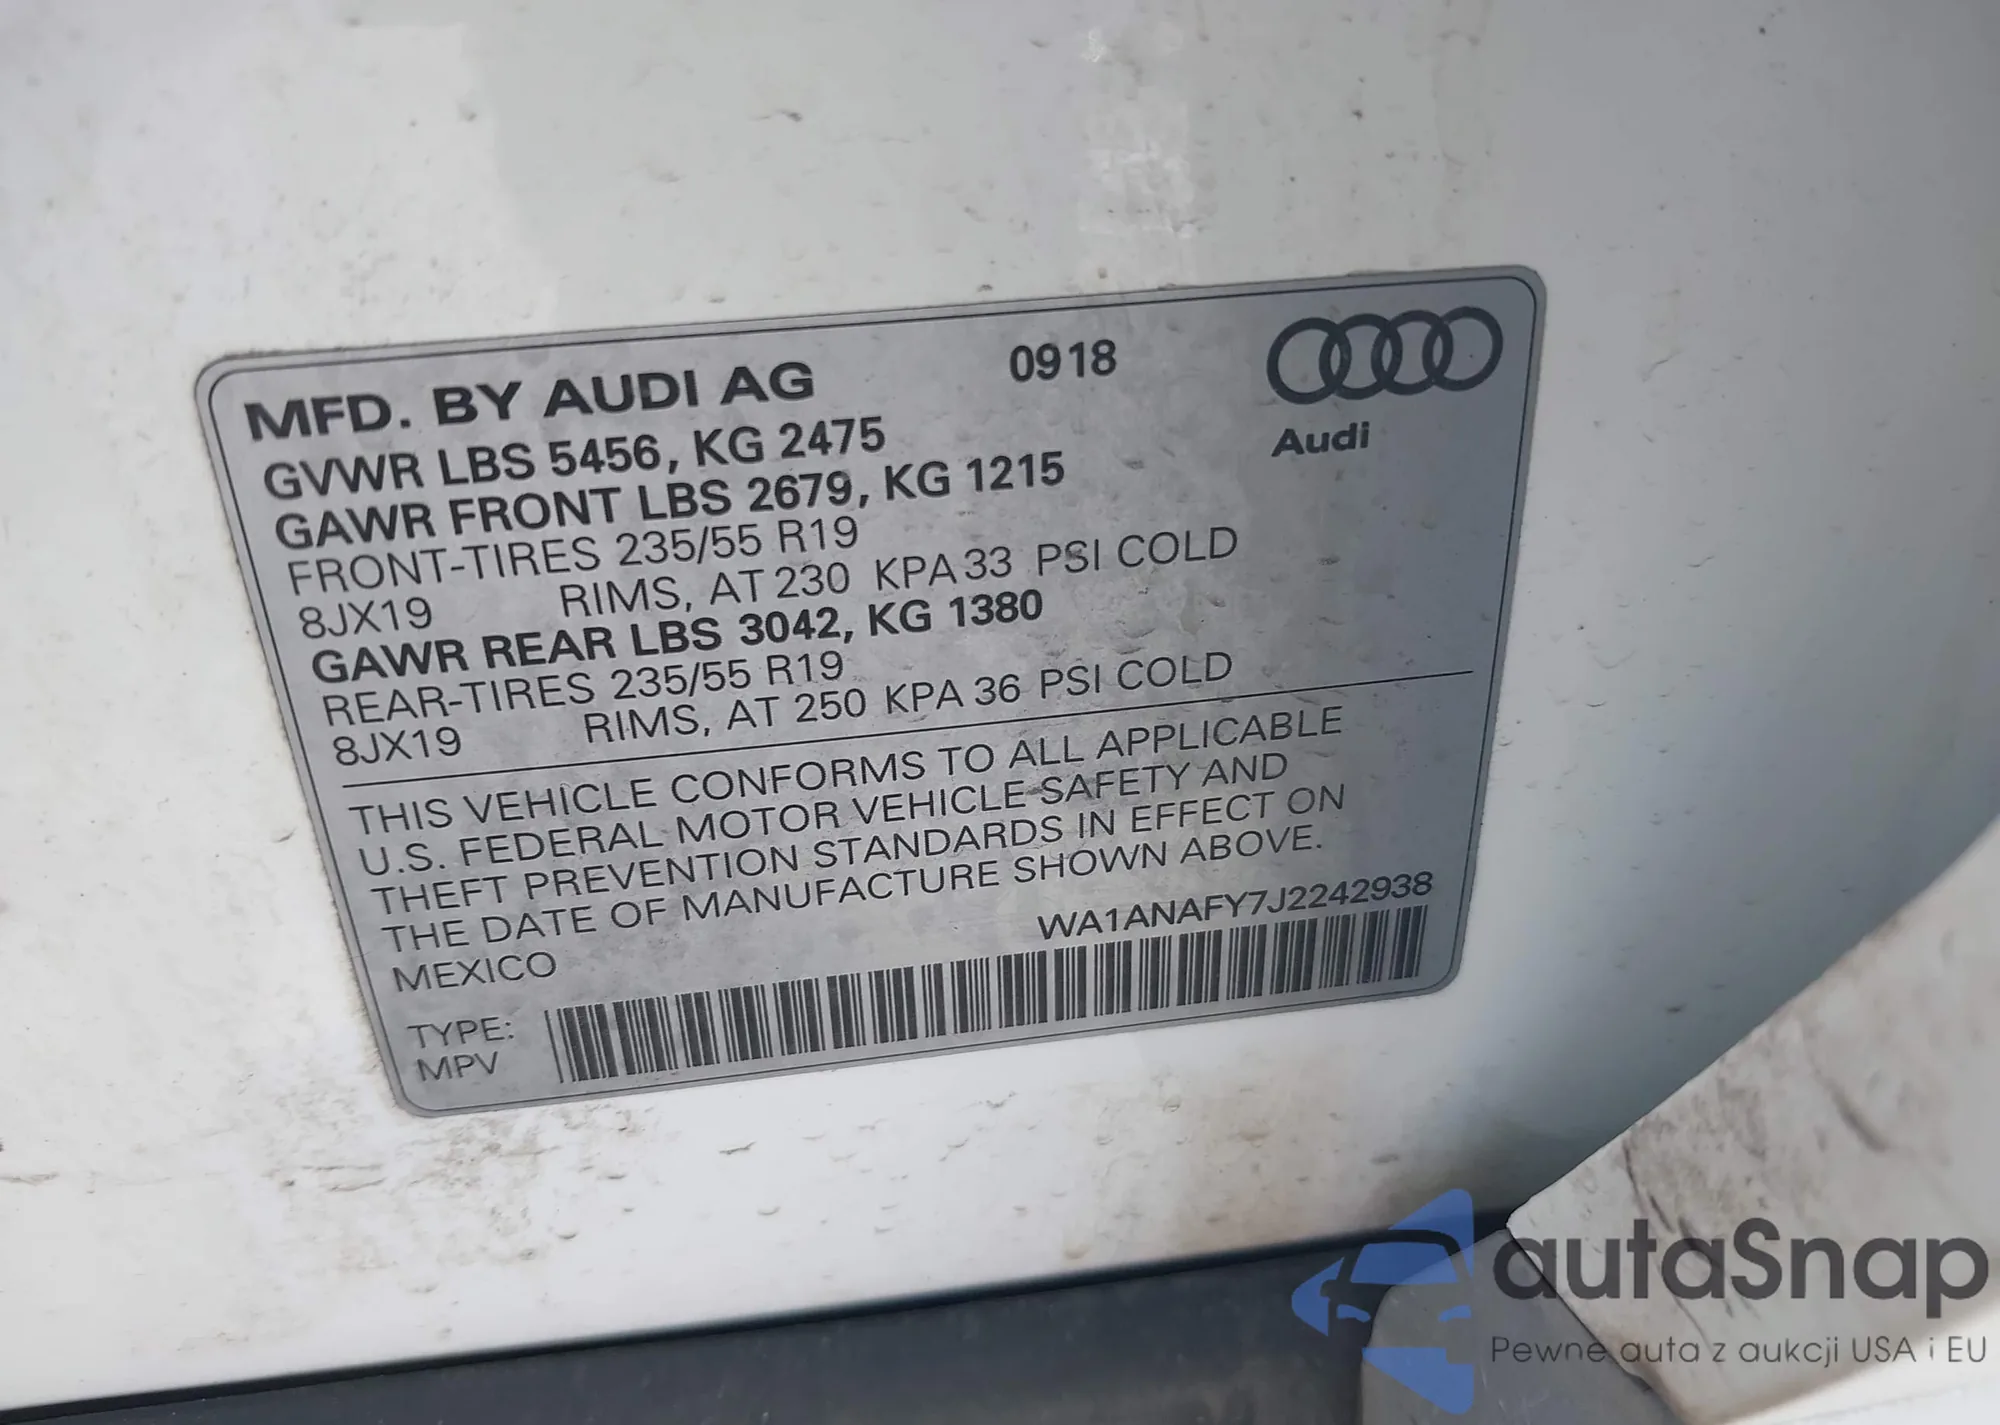 MFD. BY AUDI AG 0918
Audi
GVWR LBS 5456, KG 2475
GAWR FRONT LBS 2679, KG 1215
FRONT-TIRES 235/55 R19
8JX19 RIMS, AT 230 KPA 33 PSI COLD
GAWR REAR LBS 3042, KG 1380
REAR-TIRES 235/55 R19
8JX19 RIMS, AT 250 KPA 36 PSI COLD
THIS VEHICLE CONFORMS TO ALL APPLICABLE
U.S. FEDERAL MOTOR VEHICLE SAFETY AND
THEFT PREVENTION STANDARDS IN EFFECT ON
THE DATE OF MANUFACTURE SHOWN ABOVE.
MEXICO WA1ANAFY7J2242938
TYPE:
MPV
autaSnap
Pewne auta z aukcji USA i EU